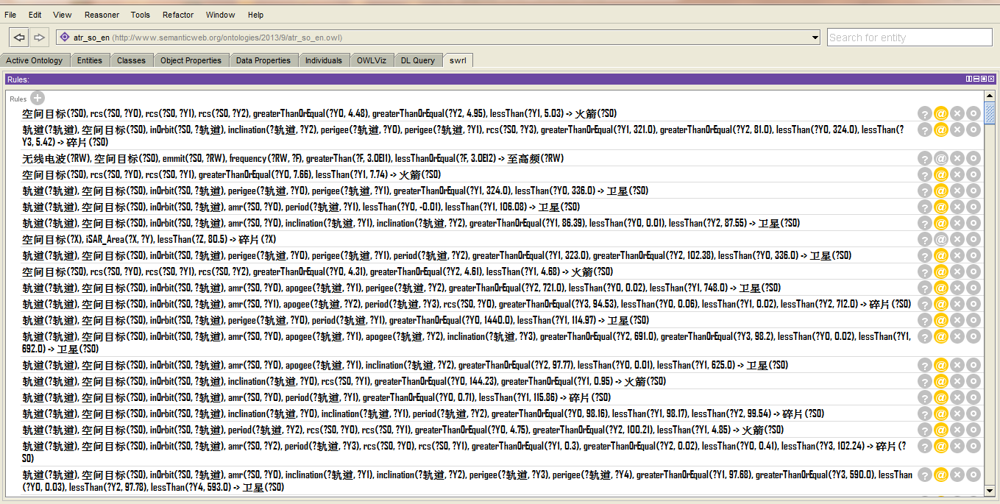 File Edit View Reasoner Tools Refactor Window Help
atr_so_en (http://www.semanticweb.org/ontologies/2013/9/atr_so_en.owl) Search for entity
Active Ontology Entities Classes Object Properties Data Properties Individuals OWLViz DL Query swrl
Rules:
Rules
空间目标(?SO), rcs(?SO, ?Y0), rcs(?SO, ?Y1), rcs(?SO, ?Y2), greaterThanOrEqual(?Y0, 4.48), greaterThanOrEqual(?Y2, 4.95), lessThan(?Y1, 5.03) -> 火箭(?SO)
轨道(?轨道), 空间目标(?SO), inOrbit(?SO, ?轨道), inclination(?轨道, ?Y2), perigee(?轨道, ?Y0), perigee(?轨道, ?Y1), rcs(?SO, ?Y3), greaterThanOrEqual(?Y1, 321.0), greaterThanOrEqual(?Y2, 81.0), lessThan(?Y0, 324.0), lessThan(?
Y3, 5.42) -> 碎片(?SO)
无线电波(?RW), 空间目标(?SO), emmit(?SO, ?RW), frequency(?RW, ?F), greaterThan(?F, 3.0E11), lessThanOrEqual(?F, 3.0E12) -> 至高频(?RW)
空间目标(?SO), rcs(?SO, ?Y0), rcs(?SO, ?Y1), greaterThanOrEqual(?Y0, 7.66), lessThan(?Y1, 7.74) -> 火箭(?SO)
轨道(?轨道), 空间目标(?SO), inOrbit(?SO, ?轨道), perigee(?轨道, ?Y0), perigee(?轨道, ?Y1), greaterThanOrEqual(?Y1, 324.0), lessThan(?Y0, 336.0) -> 卫星(?SO)
轨道(?轨道), 空间目标(?SO), inOrbit(?SO, ?轨道), amr(?SO, ?Y0), period(?轨道, ?Y1), lessThan(?Y0, -0.01), lessThan(?Y1, 106.08) -> 卫星(?SO)
轨道(?轨道), 空间目标(?SO), inOrbit(?SO, ?轨道), amr(?SO, ?Y0), inclination(?轨道, ?Y1), inclination(?轨道, ?Y2), greaterThanOrEqual(?Y1, 86.39), lessThan(?Y0, 0.01), lessThan(?Y2, 87.55) -> 卫星(?SO)
空间目标(?X), iSAR_Area(?X, ?Y), lessThan(?Z, 80.5) -> 碎片(?X)
轨道(?轨道), 空间目标(?SO), inOrbit(?SO, ?轨道), perigee(?轨道, ?Y0), perigee(?轨道, ?Y1), period(?轨道, ?Y2), greaterThanOrEqual(?Y1, 323.0), greaterThanOrEqual(?Y2, 102.38), lessThan(?Y0, 336.0) -> 卫星(?SO)
空间目标(?SO), rcs(?SO, ?Y0), rcs(?SO, ?Y1), rcs(?SO, ?Y2), greaterThanOrEqual(?Y0, 4.31), greaterThanOrEqual(?Y2, 4.61), lessThan(?Y1, 4.68) -> 火箭(?SO)
轨道(?轨道), 空间目标(?SO), inOrbit(?SO, ?轨道), amr(?SO, ?Y0), apogee(?轨道, ?Y1), perigee(?轨道, ?Y2), greaterThanOrEqual(?Y2, 721.0), lessThan(?Y0, 0.02), lessThan(?Y1, 748.0) -> 卫星(?SO)
轨道(?轨道), 空间目标(?SO), inOrbit(?SO, ?轨道), amr(?SO, ?Y1), apogee(?轨道, ?Y2), period(?轨道, ?Y3), rcs(?SO, ?Y0), greaterThanOrEqual(?Y3, 94.53), lessThan(?Y0, 0.06), lessThan(?Y1, 0.02), lessThan(?Y2, 712.0) -> 碎片(?SO)
轨道(?轨道), 空间目标(?SO), inOrbit(?SO, ?轨道), perigee(?轨道, ?Y0), period(?轨道, ?Y1), greaterThanOrEqual(?Y0, 1440.0), lessThan(?Y1, 114.97) -> 卫星(?SO)
轨道(?轨道), 空间目标(?SO), inOrbit(?SO, ?轨道), amr(?SO, ?Y0), apogee(?轨道, ?Y1), apogee(?轨道, ?Y2), inclination(?轨道, ?Y3), greaterThanOrEqual(?Y2, 691.0), greaterThanOrEqual(?Y3, 98.2), lessThan(?Y0, 0.02), lessThan(?Y1,
692.0) -> 卫星(?SO)
轨道(?轨道), 空间目标(?SO), inOrbit(?SO, ?轨道), amr(?SO, ?Y0), apogee(?轨道, ?Y1), inclination(?轨道, ?Y2), greaterThanOrEqual(?Y2, 97.77), lessThan(?Y0, 0.01), lessThan(?Y1, 625.0) -> 卫星(?SO)
轨道(?轨道), 空间目标(?SO), inOrbit(?SO, ?轨道), inclination(?轨道, ?Y0), rcs(?SO, ?Y1), greaterThanOrEqual(?Y0, 144.23), greaterThanOrEqual(?Y1, 0.95) -> 火箭(?SO)
轨道(?轨道), 空间目标(?SO), inOrbit(?SO, ?轨道), amr(?SO, ?Y0), period(?轨道, ?Y1), greaterThanOrEqual(?Y0, 0.71), lessThan(?Y1, 115.86) -> 碎片(?SO)
轨道(?轨道), 空间目标(?SO), inOrbit(?SO, ?轨道), inclination(?轨道, ?Y0), inclination(?轨道, ?Y1), period(?轨道, ?Y2), greaterThanOrEqual(?Y0, 98.16), lessThan(?Y1, 98.17), lessThan(?Y2, 99.54) -> 碎片(?SO)
轨道(?轨道), 空间目标(?SO), inOrbit(?SO, ?轨道), period(?轨道, ?Y2), rcs(?SO, ?Y0), rcs(?SO, ?Y1), greaterThanOrEqual(?Y0, 4.75), greaterThanOrEqual(?Y2, 100.21), lessThan(?Y1, 4.85) -> 火箭(?SO)
轨道(?轨道), 空间目标(?SO), inOrbit(?SO, ?轨道), amr(?SO, ?Y2), period(?轨道, ?Y3), rcs(?SO, ?Y0), rcs(?SO, ?Y1), greaterThanOrEqual(?Y1, 0.3), greaterThanOrEqual(?Y2, 0.02), lessThan(?Y0, 0.41), lessThan(?Y3, 102.24) -> 碎片(?
SO)
轨道(?轨道), 空间目标(?SO), inOrbit(?SO, ?轨道), amr(?SO, ?Y0), inclination(?轨道, ?Y1), inclination(?轨道, ?Y2), perigee(?轨道, ?Y3), perigee(?轨道, ?Y4), greaterThanOrEqual(?Y1, 97.68), greaterThanOrEqual(?Y3, 590.0), lessThan
(?Y0, 0.03), lessThan(?Y2, 97.78), lessThan(?Y4, 593.0) -> 卫星(?SO)